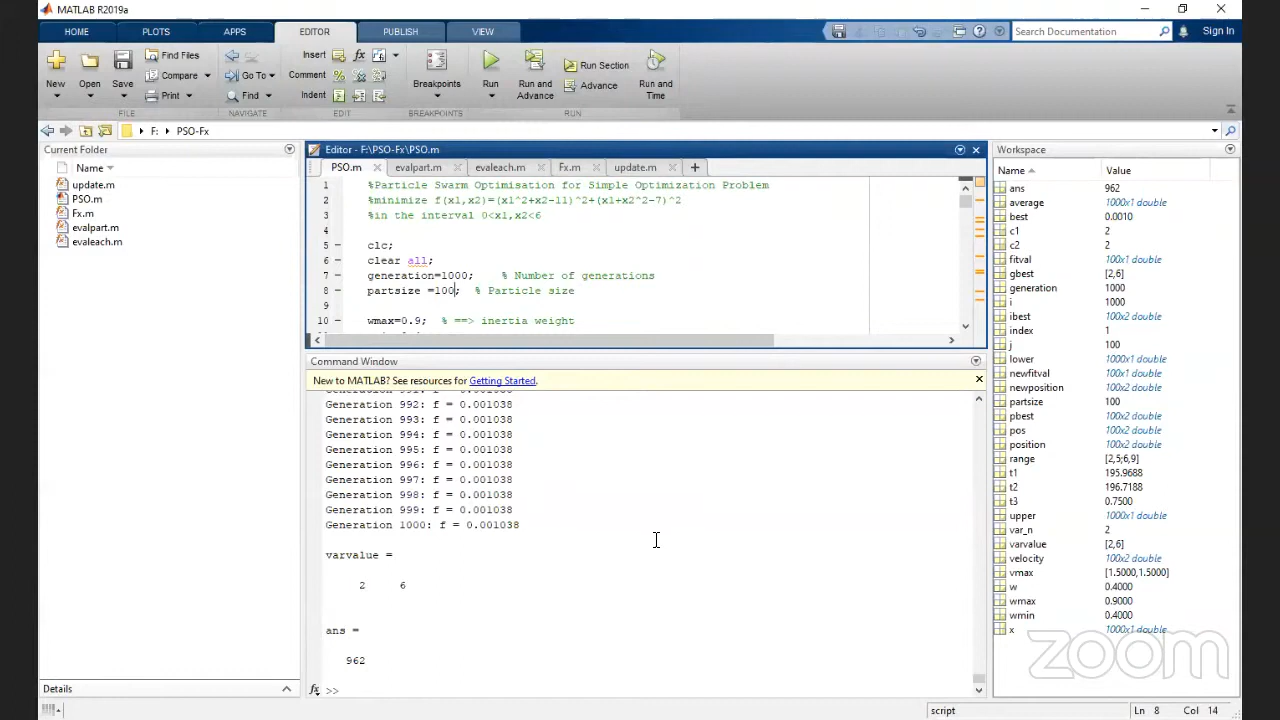 MATLAB R2019a
HOME PLOTS APPS EDITOR PUBLISH VIEW Search Documentation Sign In
New Open Save Find Files Compare Print Go To Find Insert Comment Indent Breakpoints Run Run and Advance Run Section Advance Run and Time
FILE NAVIGATE EDIT BREAKPOINTS RUN
F: PSO-Fx
Current Folder
Name
update.m
PSO.m
Fx.m
evalpart.m
evaleach.m
Details
Editor - F:\PSO-Fx\PSO.m
PSO.m evalpart.m evaleach.m Fx.m update.m
1 %Particle Swarm Optimisation for Simple Optimization Problem
2 %minimize f(x1,x2)=(x1^2+x2-11)^2+(x1+x2^2-7)^2
3 %in the interval 0<x1,x2<6
4
5 clc;
6 clear all;
7 generation=1000; % Number of generations
8 partsize =100; % Particle size
9
10 wmax=0.9; % ==> inertia weight
Command Window
New to MATLAB? See resources for Getting Started.
Generation 992: f = 0.001038
Generation 993: f = 0.001038
Generation 994: f = 0.001038
Generation 995: f = 0.001038
Generation 996: f = 0.001038
Generation 997: f = 0.001038
Generation 998: f = 0.001038
Generation 999: f = 0.001038
Generation 1000: f = 0.001038
varvalue =
2 6
ans =
962
fx >>
Workspace
Name Value
ans 962
average 1000x1 double
best 0.0010
c1 2
c2 2
fitval 100x1 double
gbest [2,6]
generation 1000
i 1000
ibest 100x2 double
index 1
j 100
lower 1000x1 double
newfitval 100x1 double
newposition 100x2 double
partsize 100
pbest 100x2 double
pos 100x2 double
position 100x2 double
range [2,5;6,9]
t1 195.9688
t2 196.7188
t3 0.7500
upper 1000x1 double
var_n 2
varvalue [2,6]
velocity 100x2 double
vmax [1.5000,1.5000]
w 0.4000
wmax 0.9000
wmin 0.4000
x 1000x1 double
zoom
script Ln 8 Col 14